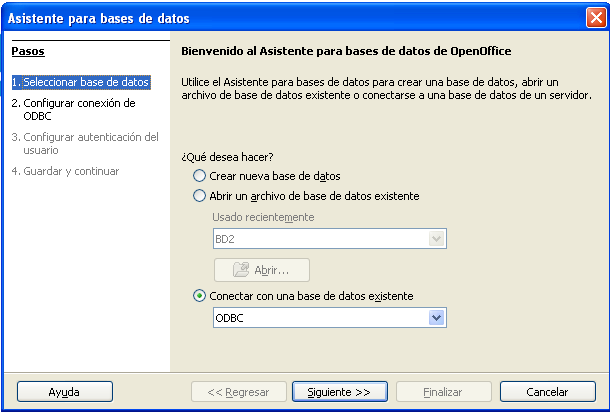 Asistente para bases de datos
Pasos
1. Seleccionar base de datos
2. Configurar conexión de
ODBC
3. Configurar autenticación del
usuario
4. Guardar y continuar
Bienvenido al Asistente para bases de datos de OpenOffice
Utilice el Asistente para bases de datos para crear una base de datos, abrir un
archivo de base de datos existente o conectarse a una base de datos de un servidor.
¿Qué desea hacer?
Crear nueva base de datos
Abrir un archivo de base de datos existente
Usado recientemente
BD2
Abrir...
Conectar con una base de datos existente
ODBC
Ayuda
<< Regresar
Siguiente >>
Finalizar
Cancelar